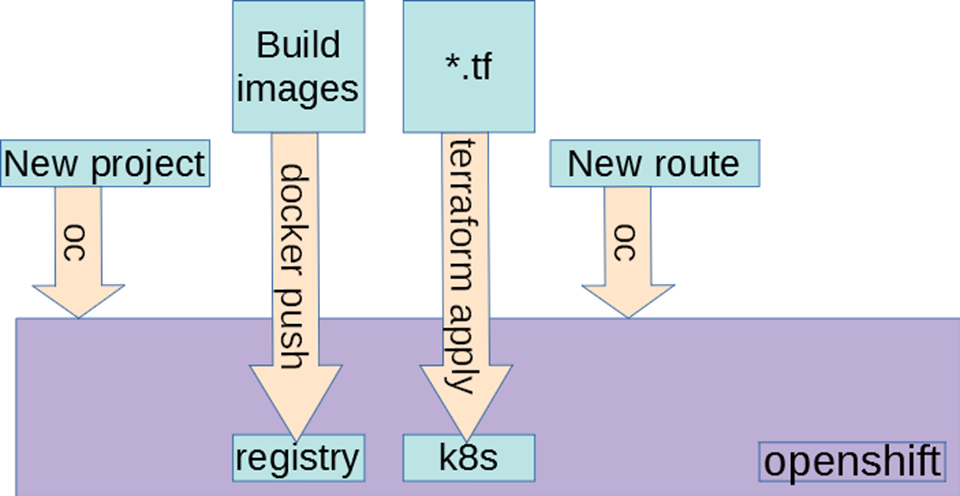 Build
images
*.tf
New project
New route
oc
docker push
terraform apply
oc
registry
k8s
openshift